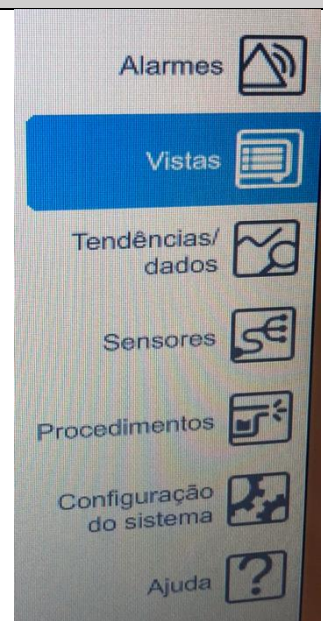 Alarmes
Vistas
Tendências/
dados
Sensores
Procedimentos
Configuração
do sistema
Ajuda